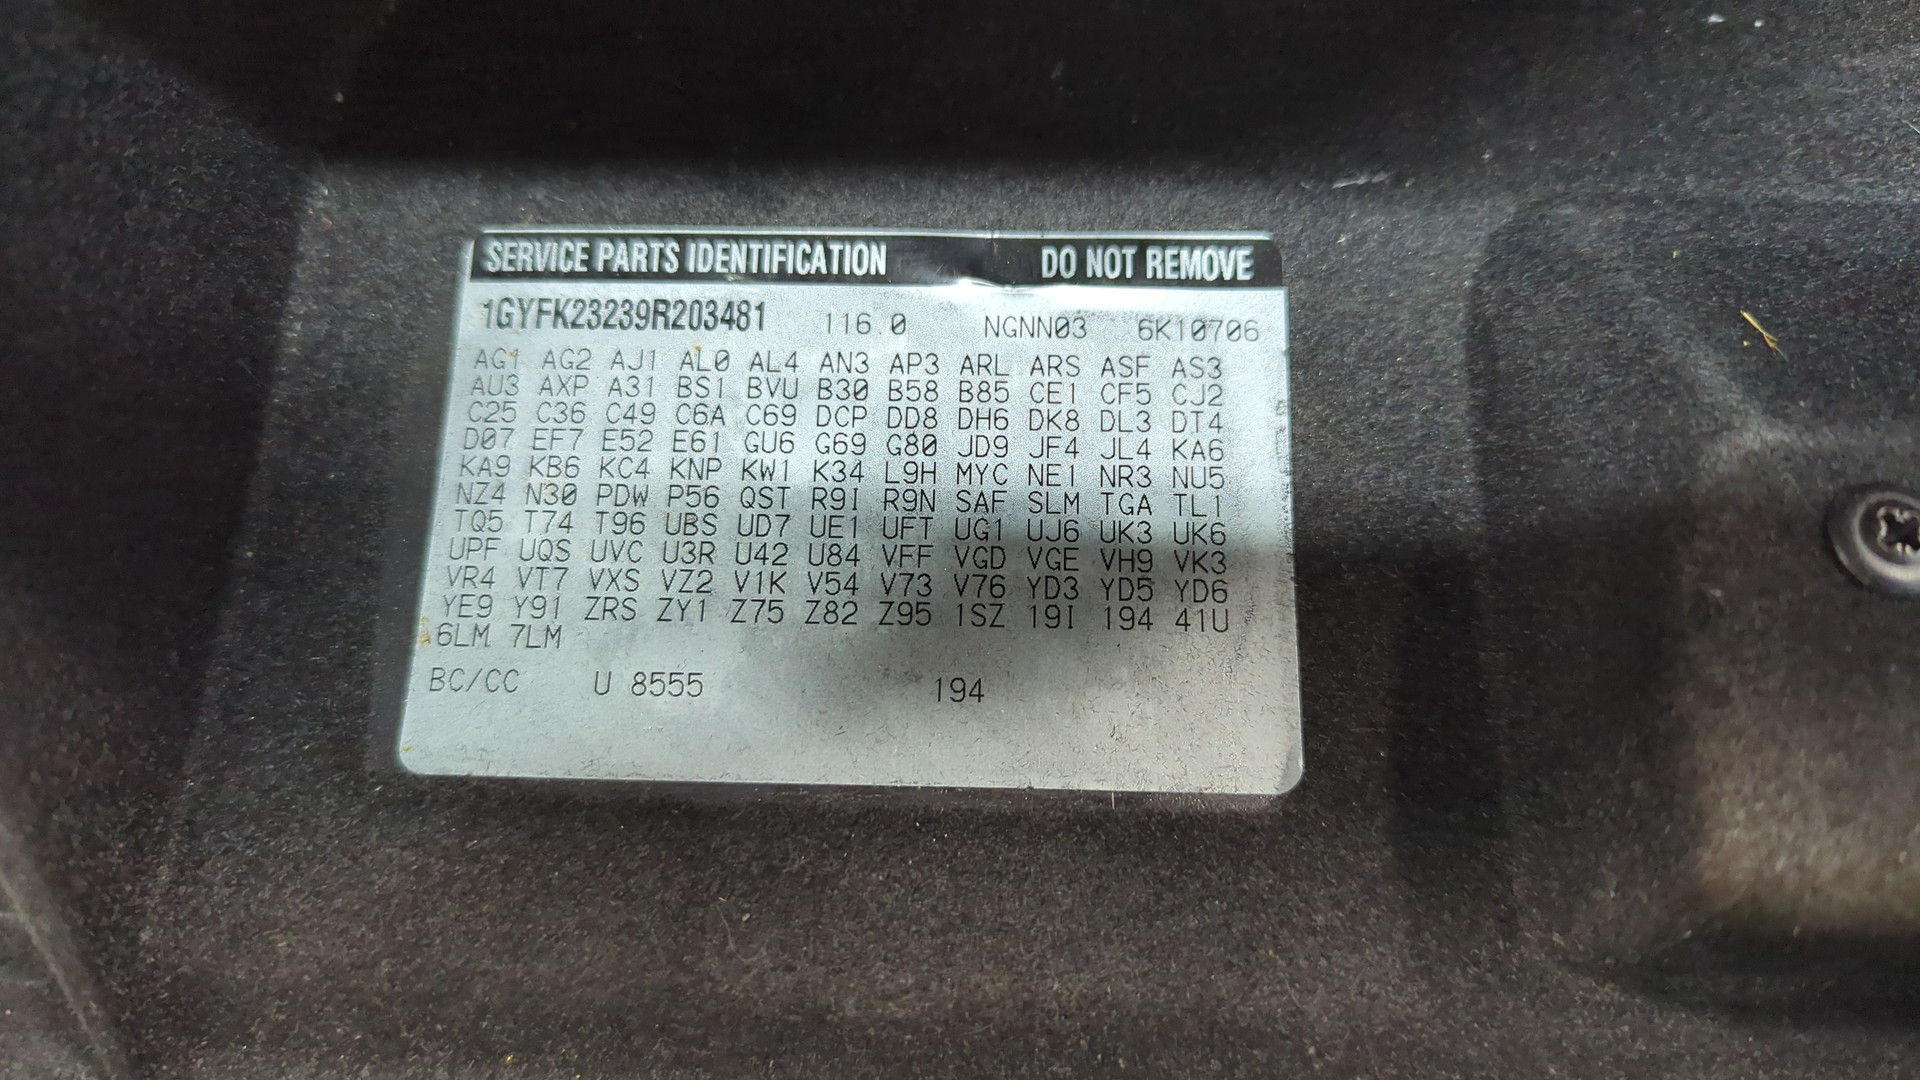 SERVICE PARTS IDENTIFICATION DO NOT REMOVE
1GYFK23239R203481 116.0 NGNN03 6K10706
AG1 AG2 AJ1 AL0 AL4 AN3 AP3 ARL ARS ASF AS3
AU3 AXP A31 BS1 BVU B30 B58 B85 CE1 CF5 CJ2
C25 C36 C49 C6A C69 DCP DD8 DH6 DK8 DL3 DT4
D07 EF7 E52 E61 GU6 G69 G80 JD9 JF4 JL4 KA6
KA9 KB6 KC4 KNP KW1 K34 L9H MYC NE1 NR3 NU5
NZ4 N30 PDW P56 QST R9I R9N SAF SLM TGA TL1
TQ5 T74 T96 UBS UD7 UE1 UFT UG1 UJ6 UK3 UK6
UPF UQS UVC U3R U42 U84 VFF VGD VGE VH9 VK3
VR4 VT7 VXS VZ2 V1K V54 V73 V76 YD3 YD5 YD6
YE9 Y91 ZRS ZY1 Z75 Z82 Z95 1SZ 19I 194 41U
6LM 7LM
BC/CC U 8555 194